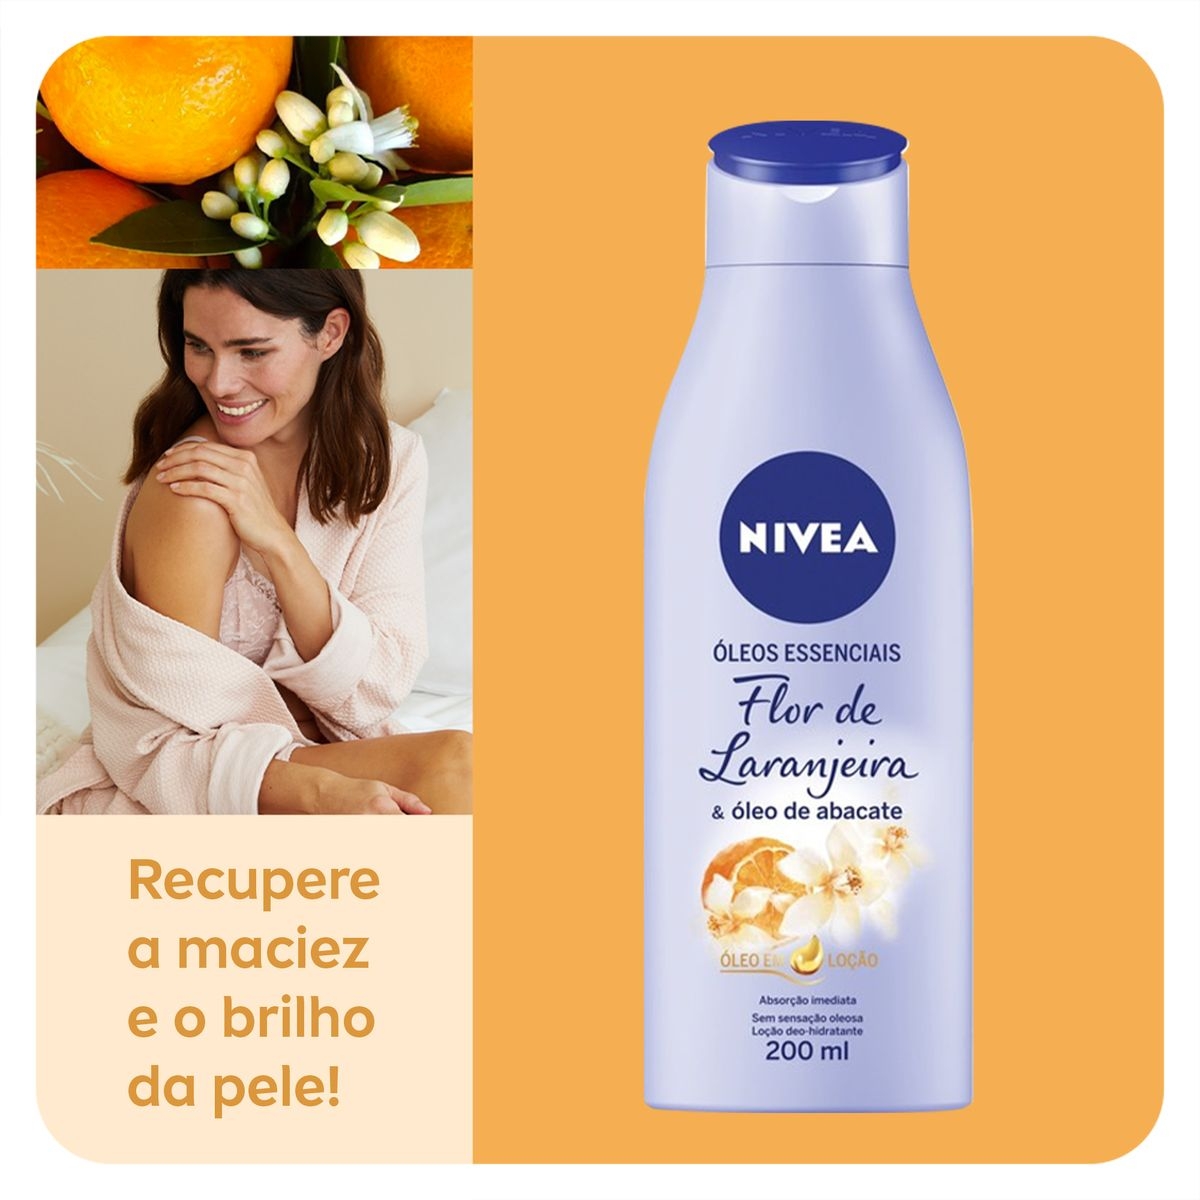 Recupere
a maciez
e o brilho
da pele!
NIVEA
ÓLEOS ESSENCIAIS
Flor de
Laranjeira
& óleo de abacate
ÓLEO EM LOÇÃO
Absorção imediata
Sem sensação oleosa
Loção deo-hidratante
200 ml